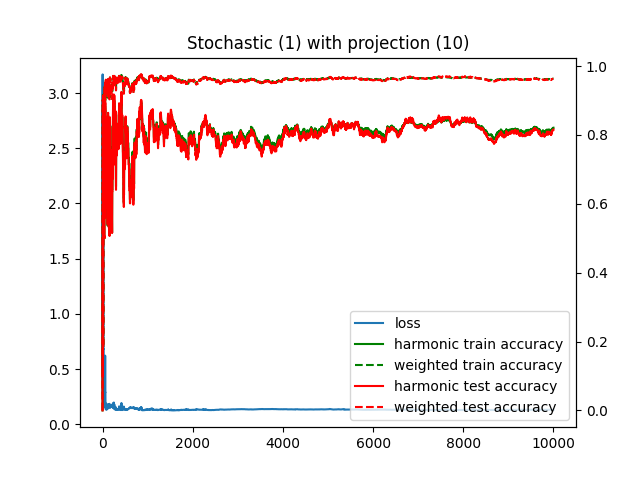 Stochastic (1) with projection (10)
3.0
2.5
2.0
1.5
1.0
0.5
0.0
1.0
0.8
0.6
0.4
0.2
0.0
loss
harmonic train accuracy
weighted train accuracy
harmonic test accuracy
weighted test accuracy
0 2000 4000 6000 8000 10000